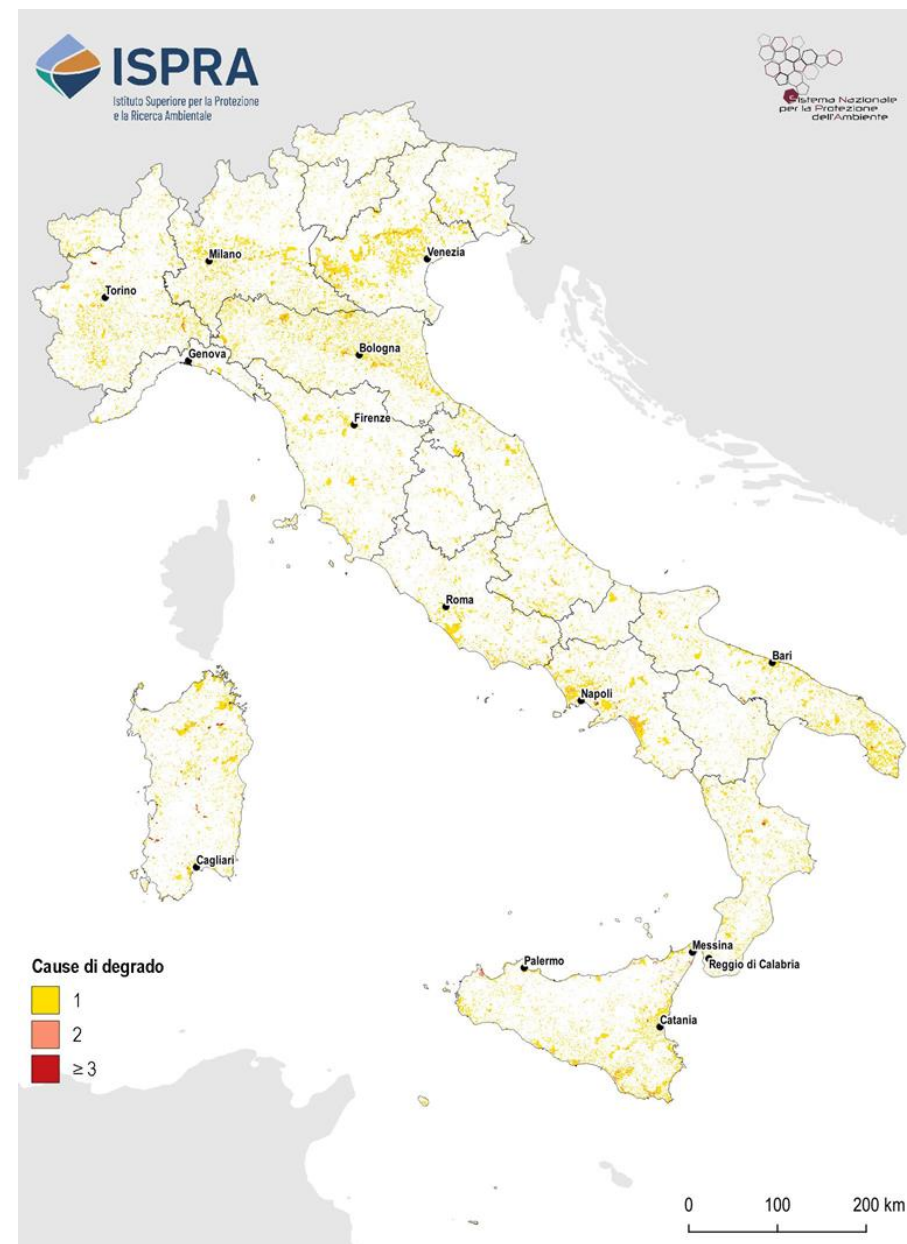 ISPRA
Istituto Superiore per la Protezione
e la Ricerca Ambientale
Sistema Nazionale
per la Protezione
dell'Ambiente
Milano
Venezia
Torino
Genova
Bologna
Firenze
Roma
Bari
Napoli
Cagliari
Messina
Reggio di Calabria
Palermo
Catania
Cause di degrado
1
2
≥ 3
0 100 200 km